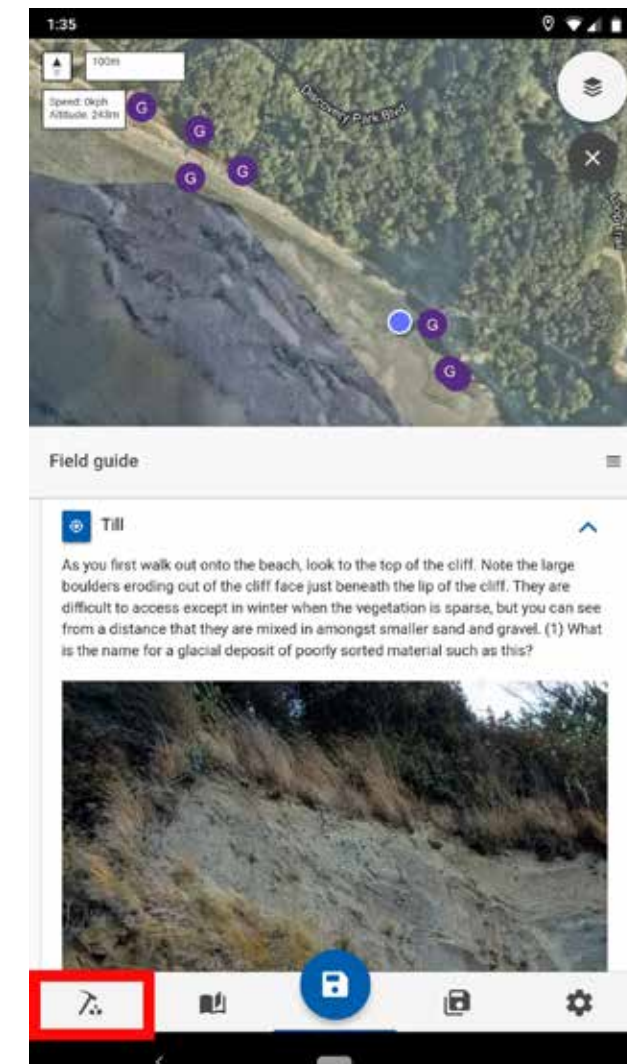 1:35
100m
Speed: 0kph
Altitude: 248m
Discovery Park Blvd
G
G
G
G
G
G
Field guide
Till
As you first walk out onto the beach, look to the top of the cliff. Note the large
boulders eroding out of the cliff face just beneath the lip of the cliff. They are
difficult to access except in winter when the vegetation is sparse, but you can see
from a distance that they are mixed in amongst smaller sand and gravel. (1) What
is the name for a glacial deposit of poorly sorted material such as this?